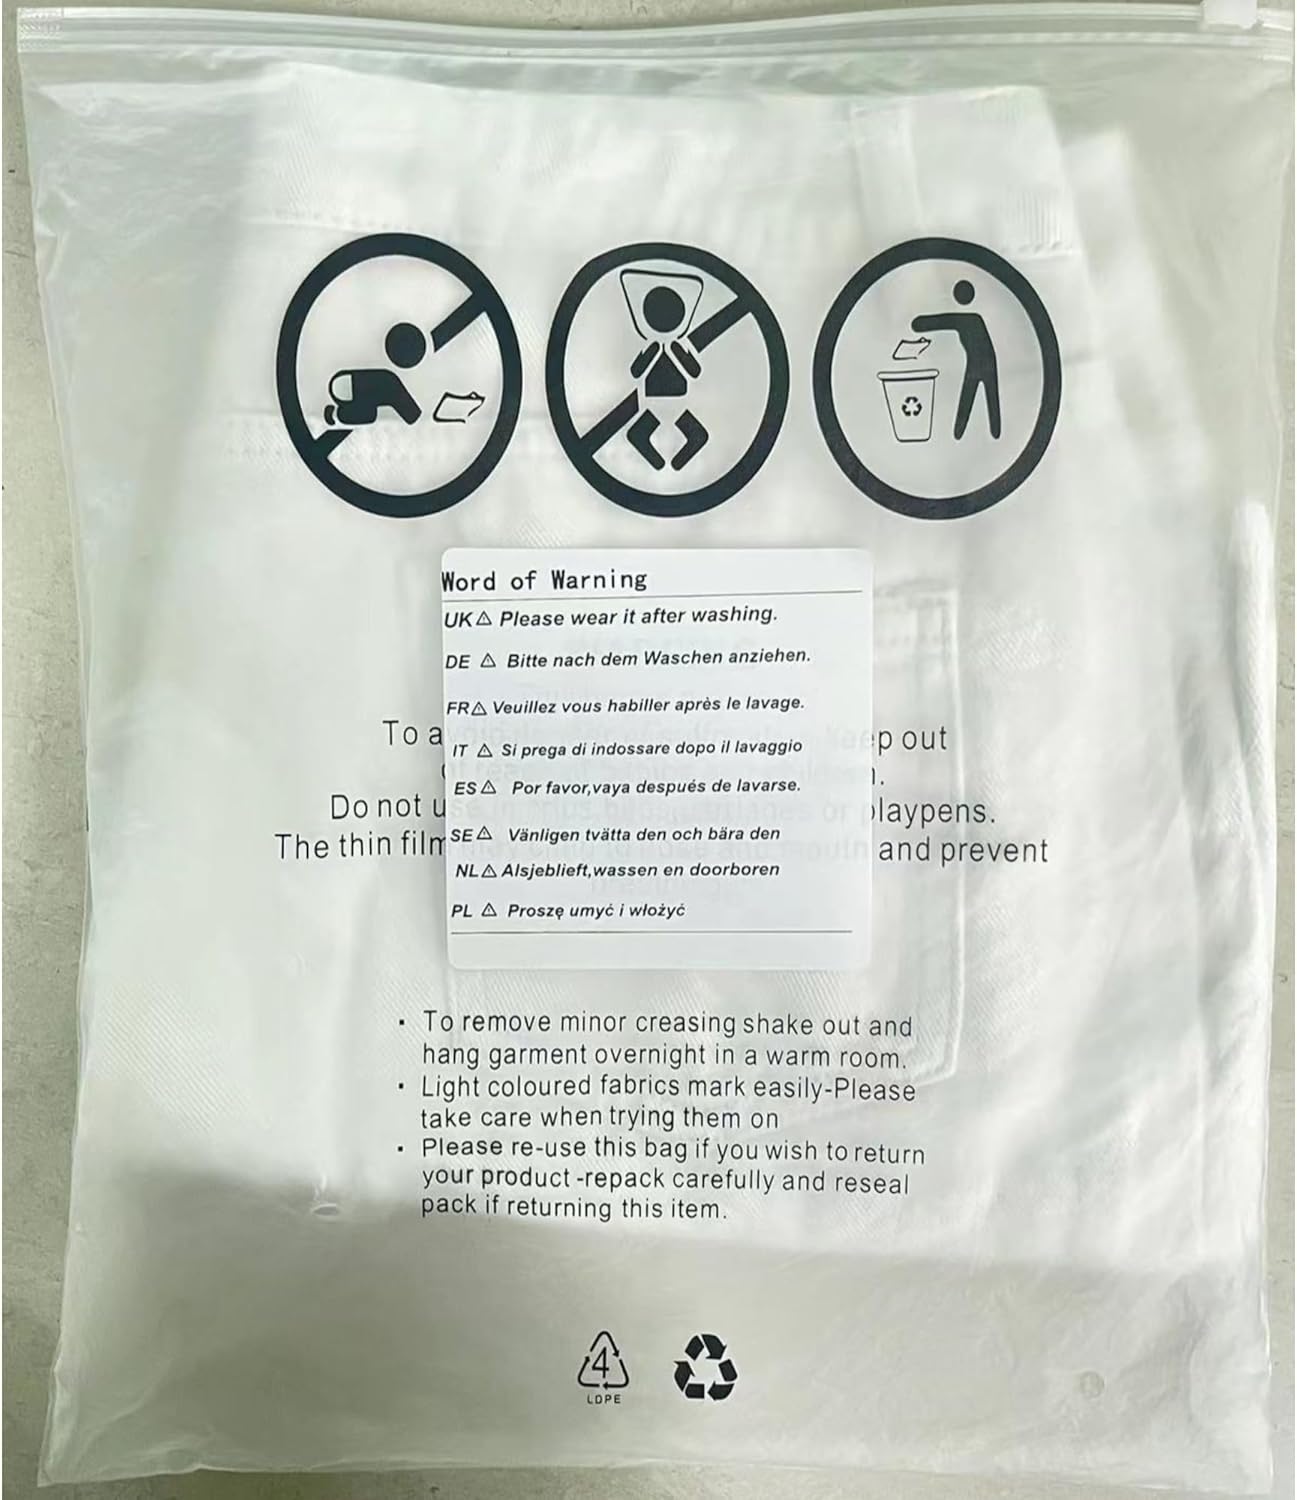 Word of Warning
UK⚠ Please wear it after washing.
DE ⚠ Bitte nach dem Waschen anziehen.
FR⚠ Veuillez vous habiller après le lavage.
IT ⚠ Si prega di indossare dopo il lavaggio
ES⚠ Por favor,vaya después de lavarse.
SE⚠ Vänligen tvätta den och bära den
NL⚠ Alsjeblieft,wassen en doorboren
PL ⚠ Proszę umyć i włożyć
To out
Do not playpens.
The thin film and prevent
· To remove minor creasing shake out and
hang garment overnight in a warm room.
· Light coloured fabrics mark easily-Please
take care when trying them on
· Please re-use this bag if you wish to return
your product -repack carefully and reseal
pack if returning this item.
4
LDPE